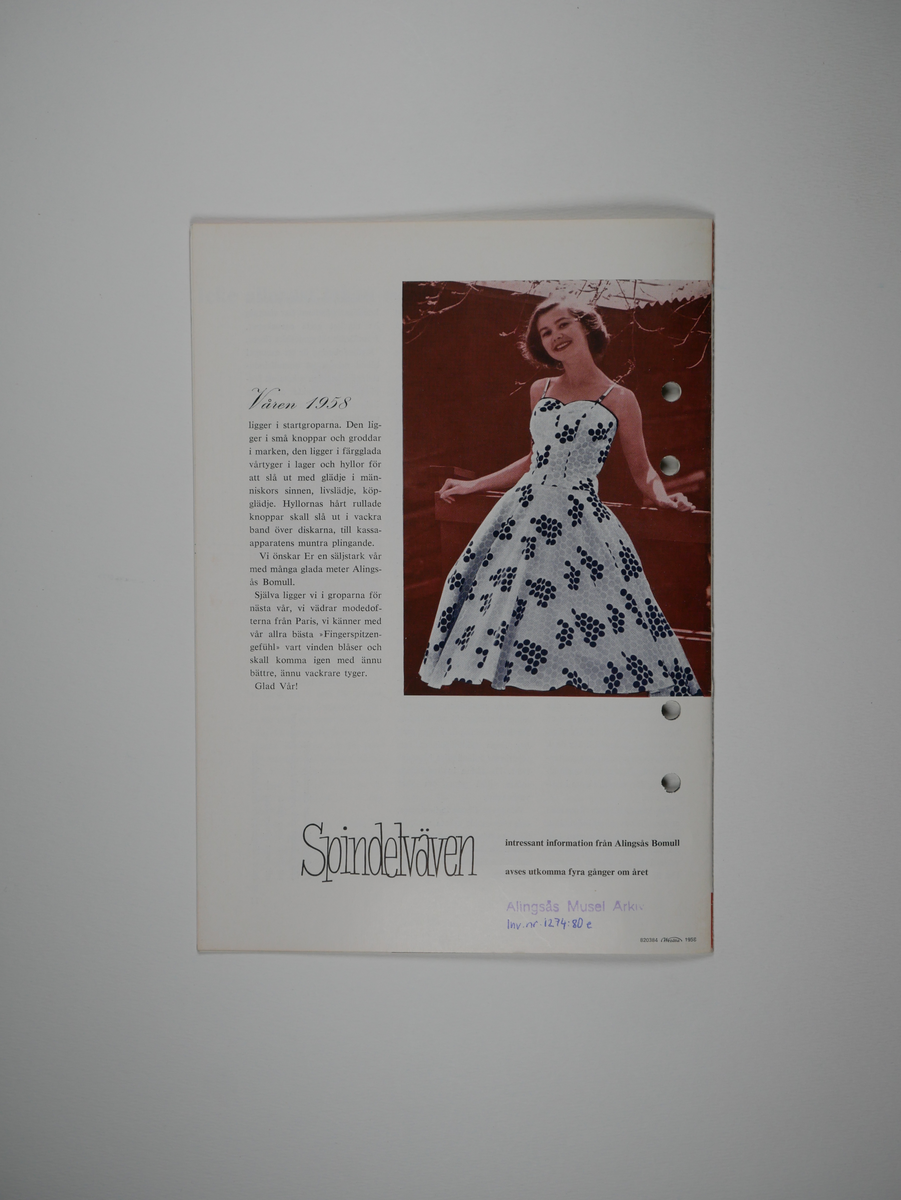 Våren 1958
ligger i startgroparna. Den lig-
ger i små knoppar och groddar
i marken, den ligger i färgglada
vårtyger i lager och hyllor för
att slå ut med glädje i män-
niskors sinnen, livslädje, köp-
glädje. Hyllornas hårt rullade
knoppar skall slå ut i vackra
band över diskarna, till kassa-
apparatens muntra plingande.
Vi önskar Er en säljstark vår
med många glada meter Alings-
ås Bomull.
Själva ligger vi i groparna för
nästa vår, vi vädrar modedof-
terna från Paris, vi känner med
vår allra bästa »Fingerspitzen-
gefühl» vart vinden blåser och
skall komma igen med ännu
bättre, ännu vackrare tyger.
Glad Vår!
Spindelväven
intressant information från Alingsås Bomull
avses utkomma fyra gånger om året
Alingsås Musei Arkiv
Inv.nr 1274:80 e